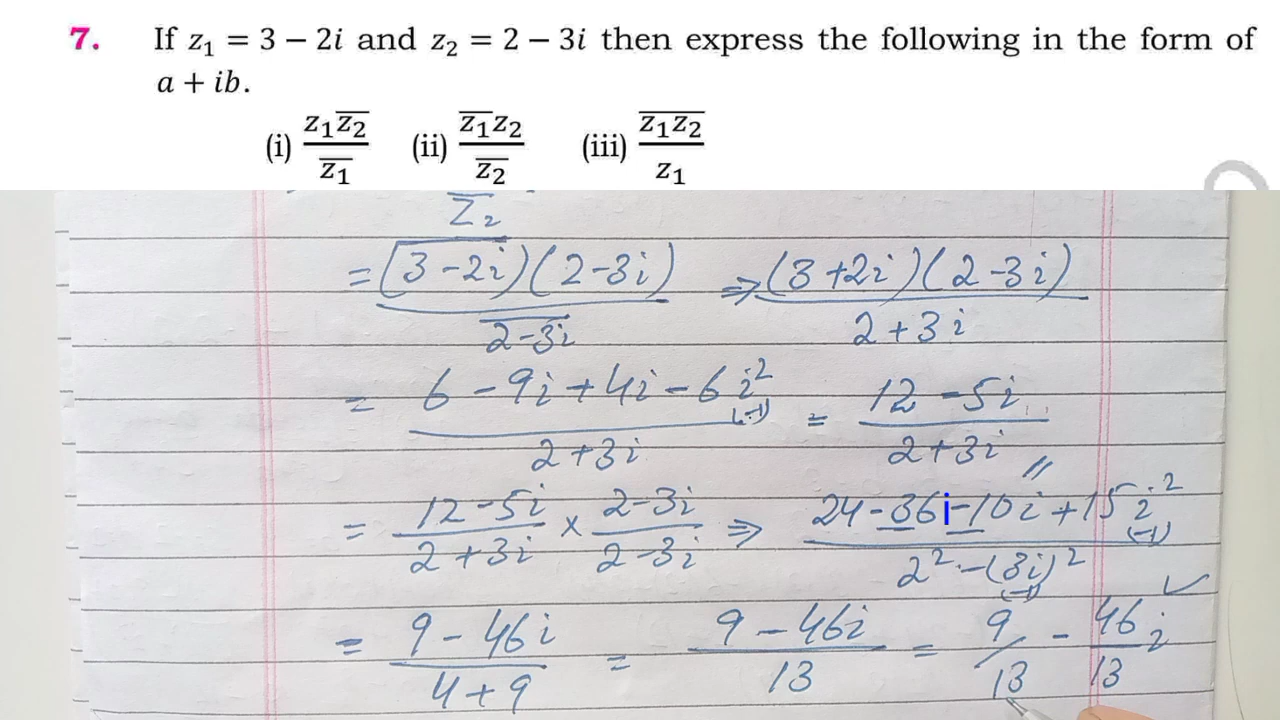 7. If z₁ = 3 − 2i and z₂ = 2 − 3i then express the following in the form of
a + ib.
(i) z₁z̅₂ / z̅₁ (ii) z̅₁z₂ / z̅₂ (iii) z̅₁z̅₂ / z₁
z̅₂
= (‾3 - 2i‾)(2 - 3i) / ‾2 - 3i‾ ⇒ (3 + 2i)(2 - 3i) / 2 + 3i
= 6 - 9i + 4i - 6i² (-1) / 2 + 3i = 12 - 5i / 2 + 3i //
= 12 - 5i / 2 + 3i × 2 - 3i / 2 - 3i ⇒ 24 - 36i - 10i + 15i² (-1) / 2² - (3i)² (-1)
= 9 - 46i / 4 + 9 = 9 - 46i / 13 = 9/13 - 46/13 i ✓